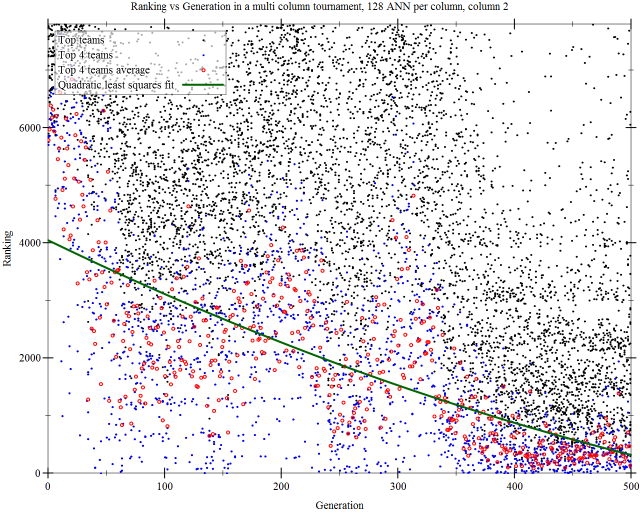 Ranking vs Generation in a multi column tournament, 128 ANN per column, column 2
Top teams
Top 4 teams
Top 4 teams average
Quadratic least squares fit
6000
4000
2000
0
Ranking
0 100 200 300 400 500
Generation